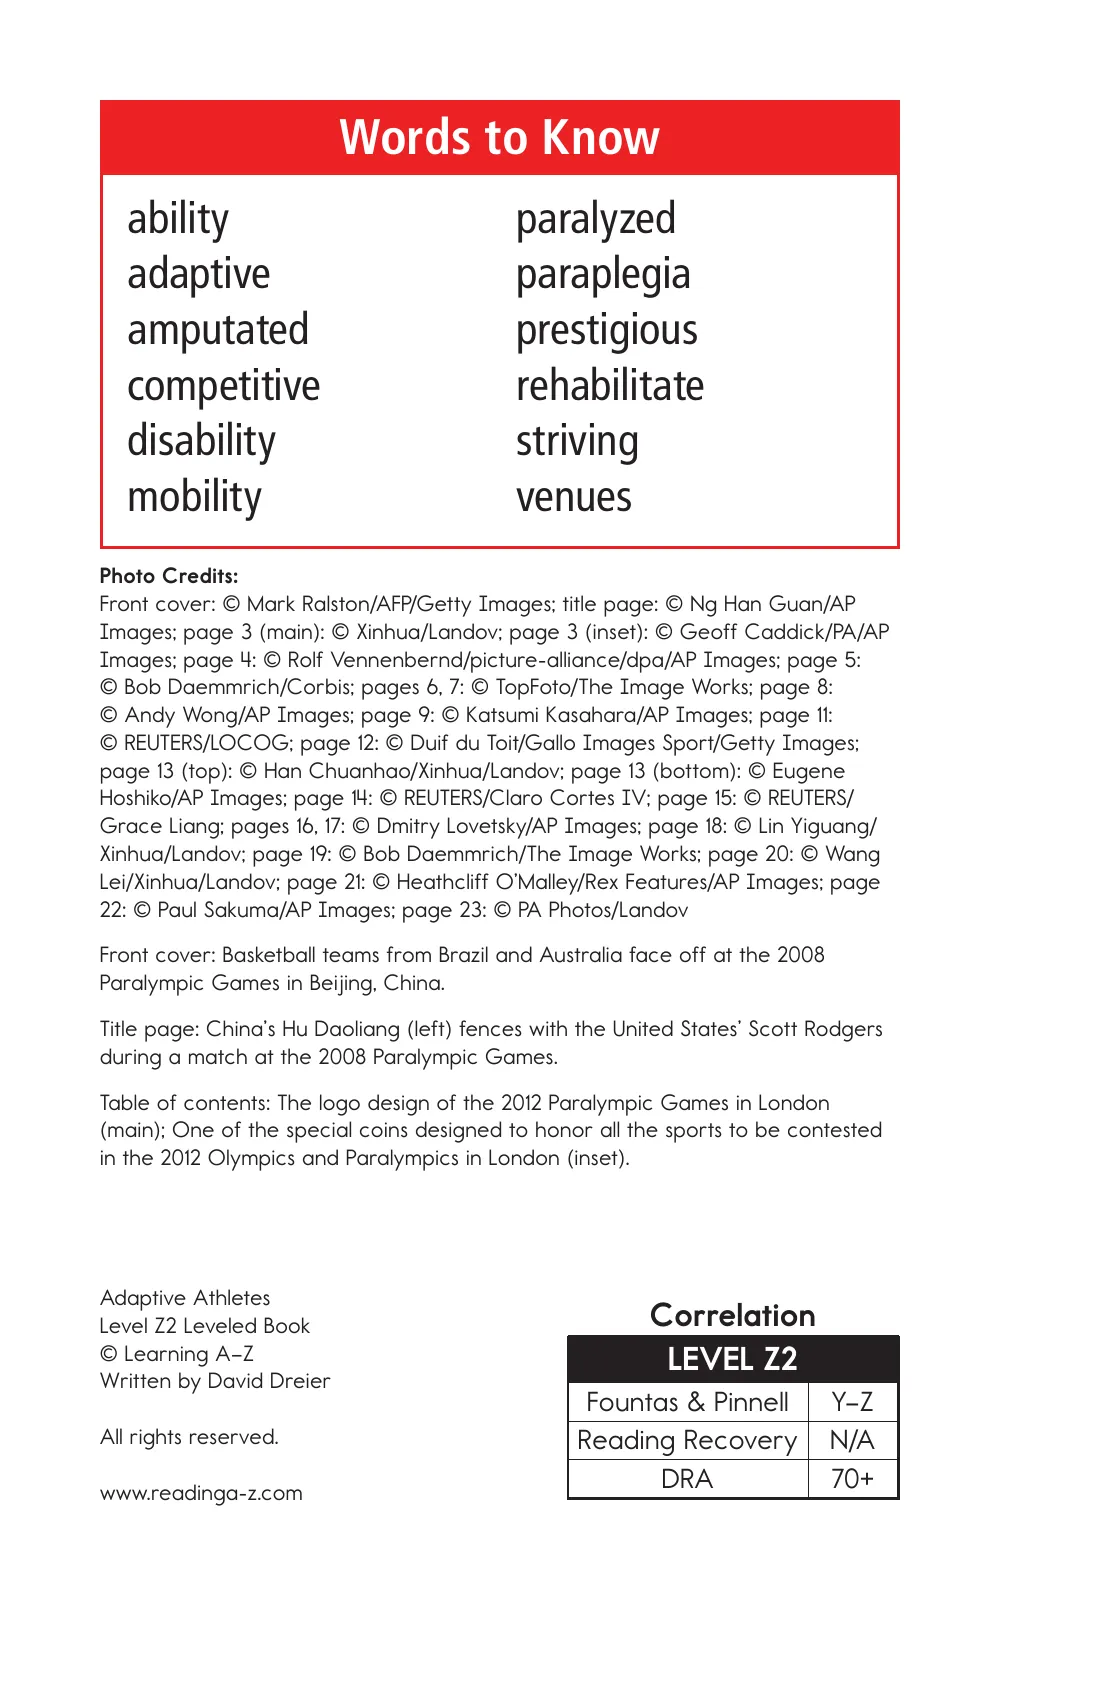 Words to Know
ability
adaptive
amputated
competitive
disability
mobility
paralyzed
paraplegia
prestigious
rehabilitate
striving
venues
Photo Credits:
Front cover: © Mark Ralston/AFP/Getty Images; title page: © Ng Han Guan/AP
Images; page 3 (main): © Xinhua/Landov; page 3 (inset): © Geoff Caddick/PA/AP
Images; page 4: © Rolf Vennenbernd/picture-alliance/dpa/AP Images; page 5:
© Bob Daemmrich/Corbis; pages 6, 7: © TopFoto/The Image Works; page 8:
© Andy Wong/AP Images; page 9: © Katsumi Kasahara/AP Images; page 11:
© REUTERS/LOCOG; page 12: © Duif du Toit/Gallo Images Sport/Getty Images;
page 13 (top): © Han Chuanhao/Xinhua/Landov; page 13 (bottom): © Eugene
Hoshiko/AP Images; page 14: © REUTERS/Claro Cortes IV; page 15: © REUTERS/
Grace Liang; pages 16, 17: © Dmitry Lovetsky/AP Images; page 18: © Lin Yiguang/
Xinhua/Landov; page 19: © Bob Daemmrich/The Image Works; page 20: © Wang
Lei/Xinhua/Landov; page 21: © Heathcliff O’Malley/Rex Features/AP Images; page
22: © Paul Sakuma/AP Images; page 23: © PA Photos/Landov
Front cover: Basketball teams from Brazil and Australia face off at the 2008
Paralympic Games in Beijing, China.
Title page: China’s Hu Daoliang (left) fences with the United States’ Scott Rodgers
during a match at the 2008 Paralympic Games.
Table of contents: The logo design of the 2012 Paralympic Games in London
(main); One of the special coins designed to honor all the sports to be contested
in the 2012 Olympics and Paralympics in London (inset).
Adaptive Athletes
Level Z2 Leveled Book
© Learning A–Z
Written by David Dreier
All rights reserved.
www.readinga-z.com
Correlation
LEVEL Z2
Fountas & Pinnell Y–Z
Reading Recovery N/A
DRA 70+